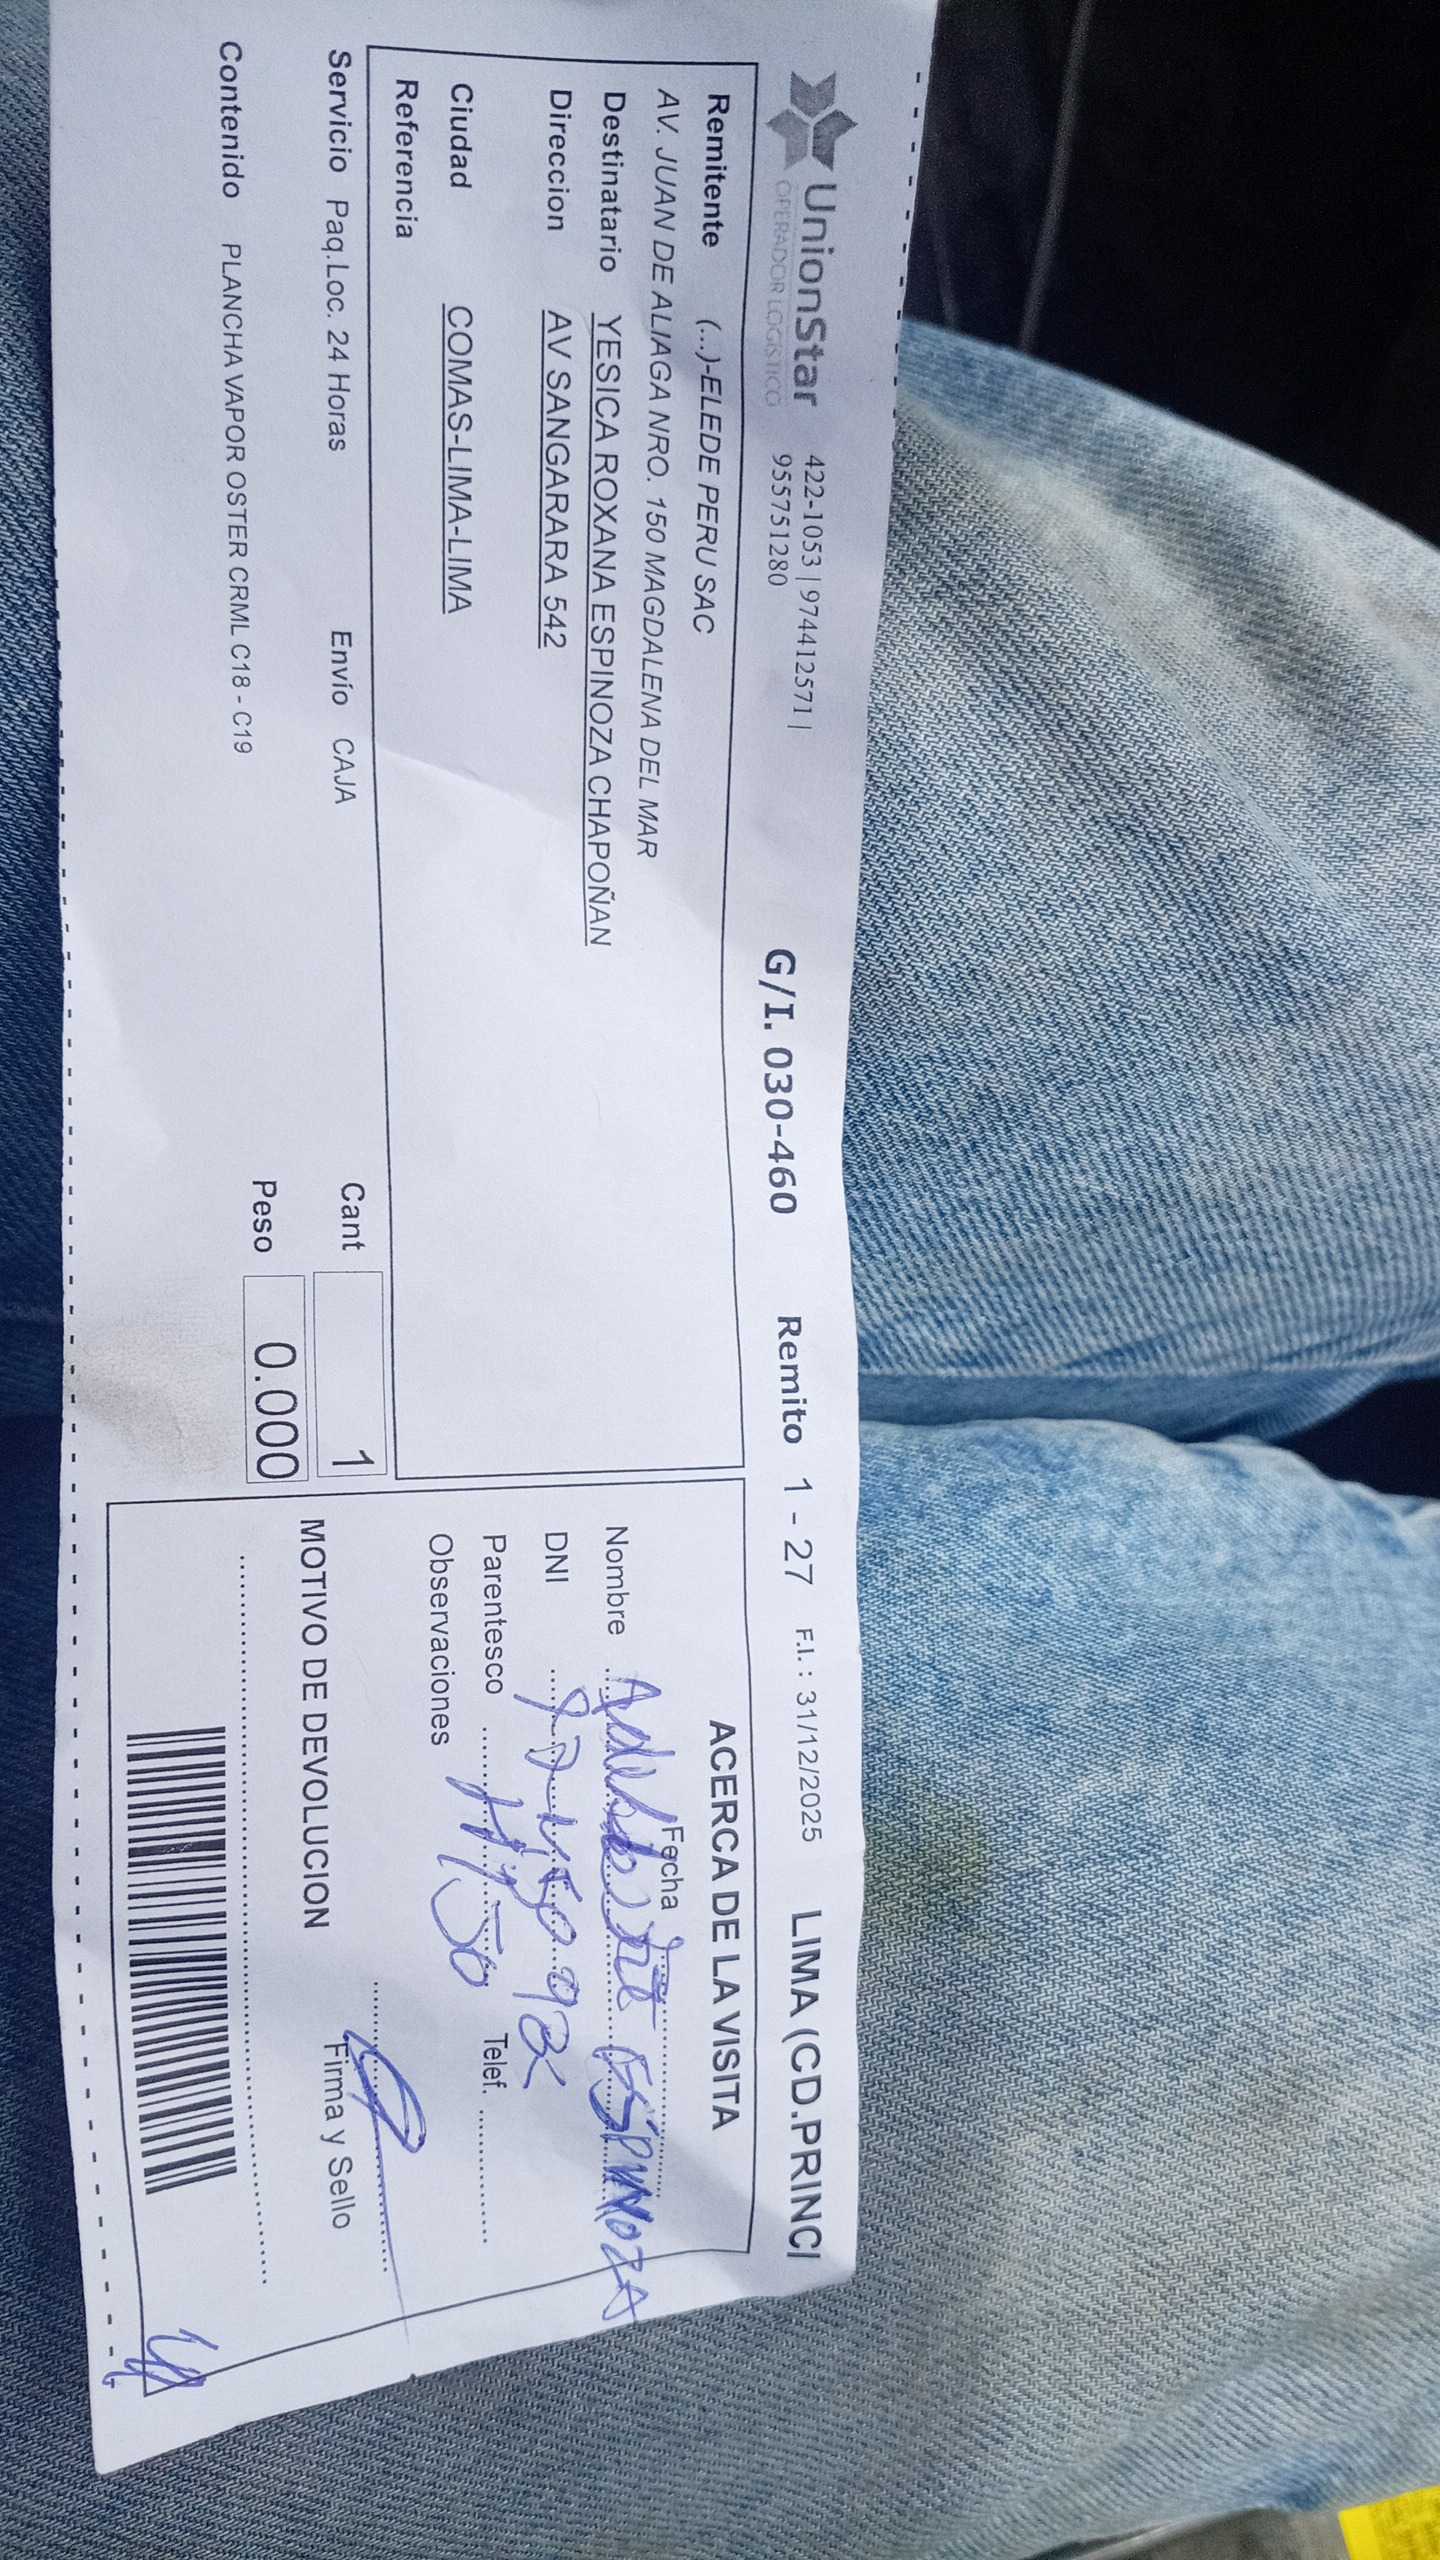 UnionStar
OPERADOR LOGISTICO
422-1053 | 974412571 |
955751280
G/I. 030-460
Remito 1 - 27 F.I. : 31/12/2025 LIMA (CD.PRINCI
Remitente (...)-ELEDE PERU SAC
AV. JUAN DE ALIAGA NRO. 150 MAGDALENA DEL MAR
Destinatario YESICA ROXANA ESPINOZA CHAPOÑAN
Direccion AV SANGARARA 542
Ciudad COMAS-LIMA-LIMA
Referencia
Servicio Paq.Loc. 24 Horas Envío CAJA Cant 1
Contenido PLANCHA VAPOR OSTER CRML C18 - C19 Peso 0.000
ACERCA DE LA VISITA
Fecha
Nombre ESPINOZA
DNI
Parentesco Telef.
Observaciones
Firma y Sello
MOTIVO DE DEVOLUCION